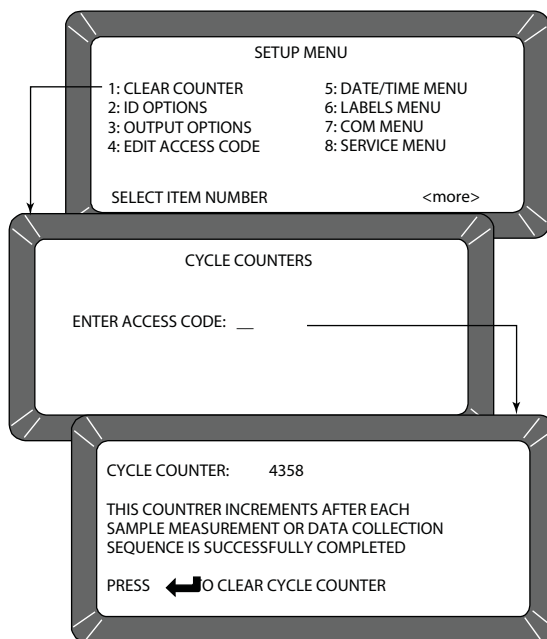 SETUP MENU
1: CLEAR COUNTER
2: ID OPTIONS
3: OUTPUT OPTIONS
4: EDIT ACCESS CODE
5: DATE/TIME MENU
6: LABELS MENU
7: COM MENU
8: SERVICE MENU
SELECT ITEM NUMBER <more>
CYCLE COUNTERS
ENTER ACCESS CODE: __
CYCLE COUNTER: 4358
THIS COUNTRER INCREMENTS AFTER EACH
SAMPLE MEASUREMENT OR DATA COLLECTION
SEQUENCE IS SUCCESSFULLY COMPLETED
PRESS O CLEAR CYCLE COUNTER